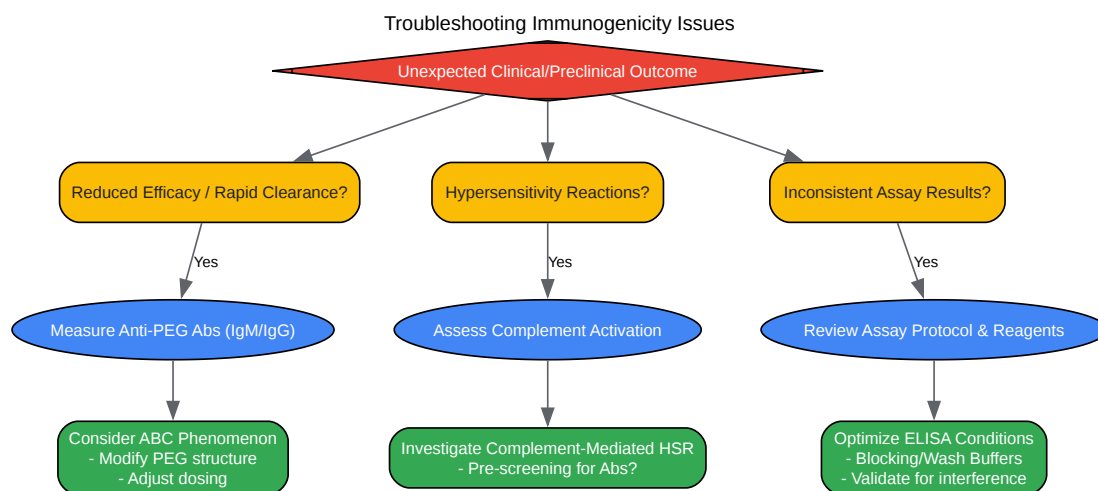 Troubleshooting Immunogenicity Issues
Unexpected Clinical/Preclinical Outcome
Reduced Efficacy / Rapid Clearance?
Hypersensitivity Reactions?
Inconsistent Assay Results?
Yes
Yes
Yes
Measure Anti-PEG Abs (IgM/IgG)
Assess Complement Activation
Review Assay Protocol & Reagents
Consider ABC Phenomenon
- Modify PEG structure
- Adjust dosing
Investigate Complement-Mediated HSR
- Pre-screening for Abs?
Optimize ELISA Conditions
- Blocking/Wash Buffers
- Validate for interference